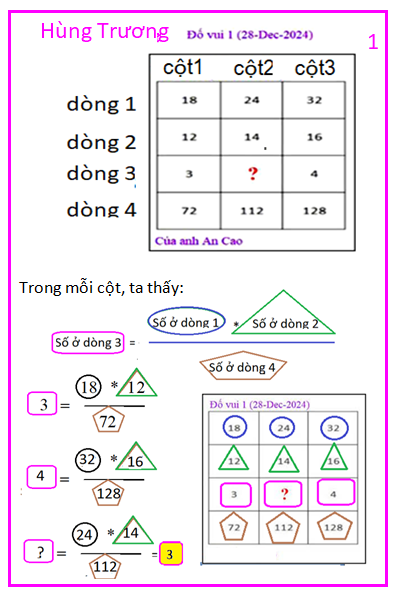 Hùng Trương Đố vui 1 (28-Dec-2024) 1
cột1 cột2 cột3
dòng 1 18 24 32
dòng 2 12 14 16
dòng 3 3 ? 4
dòng 4 72 112 128
Của anh An Cao
Trong mỗi cột, ta thấy:
Số ở dòng 1 * Số ở dòng 2
Số ở dòng 3 =
Số ở dòng 4
18 * 12
3 =
72
32 * 16
4 =
128
24 * 14
? = = 3
112
Đố vui 1 (28-Dec-2024)
18 24 32
12 14 16
3 ? 4
72 112 128